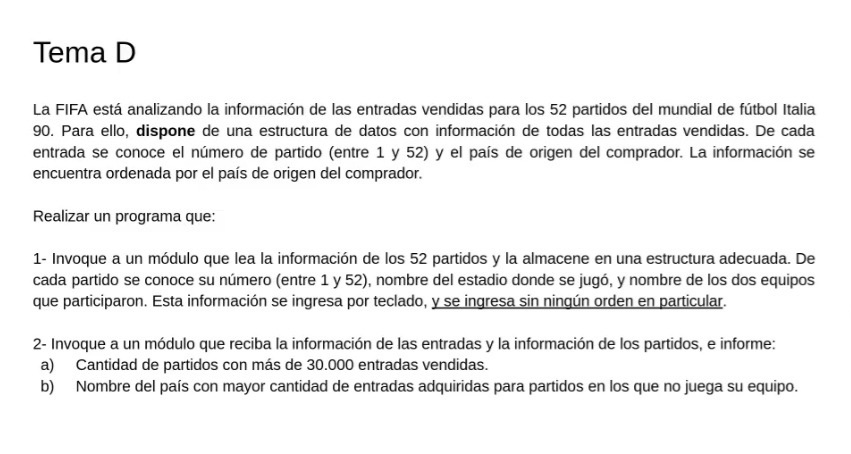 Tema D
La FIFA está analizando la información de las entradas vendidas para los 52 partidos del mundial de fútbol Italia
90. Para ello, dispone de una estructura de datos con información de todas las entradas vendidas. De cada
entrada se conoce el número de partido (entre 1 y 52) y el país de origen del comprador. La información se
encuentra ordenada por el país de origen del comprador.
Realizar un programa que:
1- Invoque a un módulo que lea la información de los 52 partidos y la almacene en una estructura adecuada. De
cada partido se conoce su número (entre 1 y 52), nombre del estadio donde se jugó, y nombre de los dos equipos
que participaron. Esta información se ingresa por teclado, y se ingresa sin ningún orden en particular.
2- Invoque a un módulo que reciba la información de las entradas y la información de los partidos, e informe:
a) Cantidad de partidos con más de 30.000 entradas vendidas.
b) Nombre del país con mayor cantidad de entradas adquiridas para partidos en los que no juega su equipo.